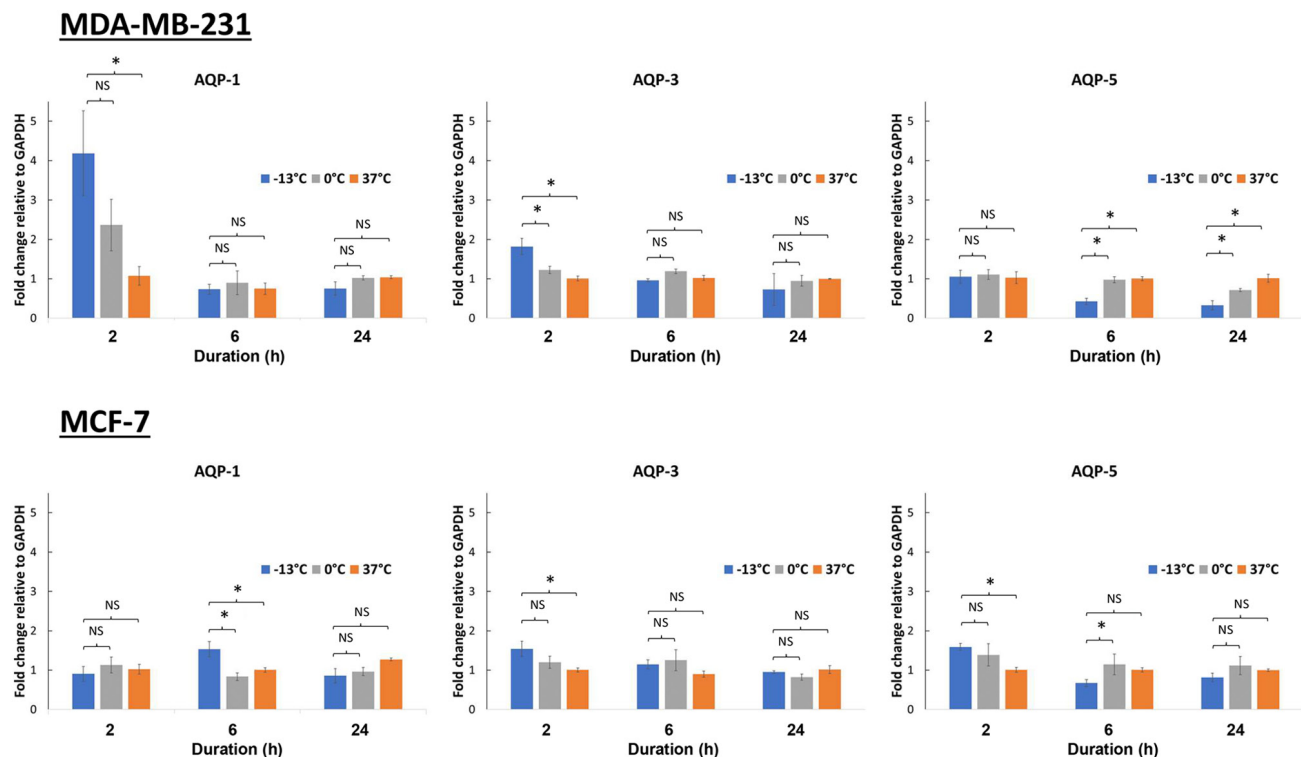 MDA-MB-231
AQP-1
Fold change relative to GAPDH
5
4
3
2
1
0
*
NS
-13°C 0°C 37°C
NS
NS
NS
NS
2 6 24
Duration (h)
AQP-3
Fold change relative to GAPDH
5
4
3
2
1
0
-13°C 0°C 37°C
*
*
NS
NS
NS
NS
2 6 24
Duration (h)
AQP-5
Fold change relative to GAPDH
5
4
3
2
1
0
-13°C 0°C 37°C
NS
NS
*
*
*
*
2 6 24
Duration (h)
MCF-7
AQP-1
Fold change relative to GAPDH
5
4
3
2
1
0
-13°C 0°C 37°C
NS
NS
*
*
NS
NS
2 6 24
Duration (h)
AQP-3
Fold change relative to GAPDH
5
4
3
2
1
0
-13°C 0°C 37°C
*
NS
NS
NS
NS
NS
2 6 24
Duration (h)
AQP-5
Fold change relative to GAPDH
5
4
3
2
1
0
-13°C 0°C 37°C
*
NS
NS
*
NS
NS
2 6 24
Duration (h)